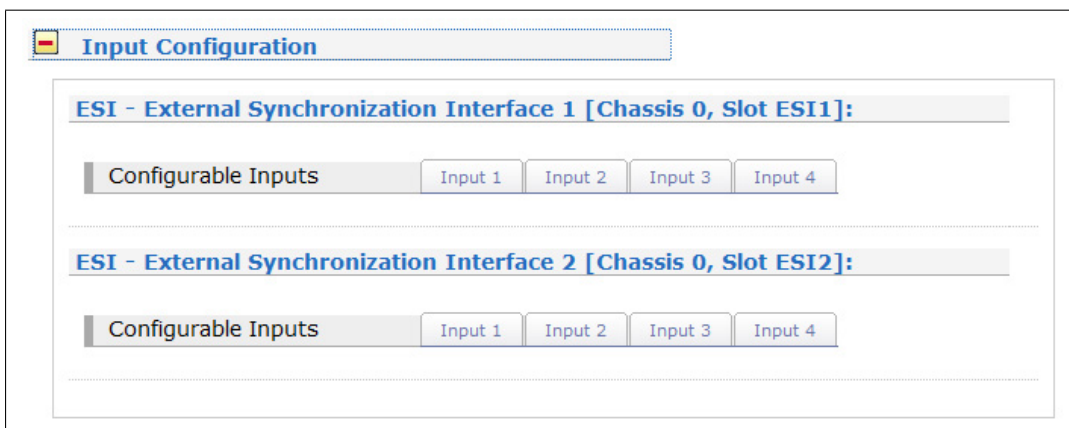 Input Configuration
ESI - External Synchronization Interface 1 [Chassis 0, Slot ESI1]:
Configurable Inputs Input 1 Input 2 Input 3 Input 4
ESI - External Synchronization Interface 2 [Chassis 0, Slot ESI2]:
Configurable Inputs Input 1 Input 2 Input 3 Input 4